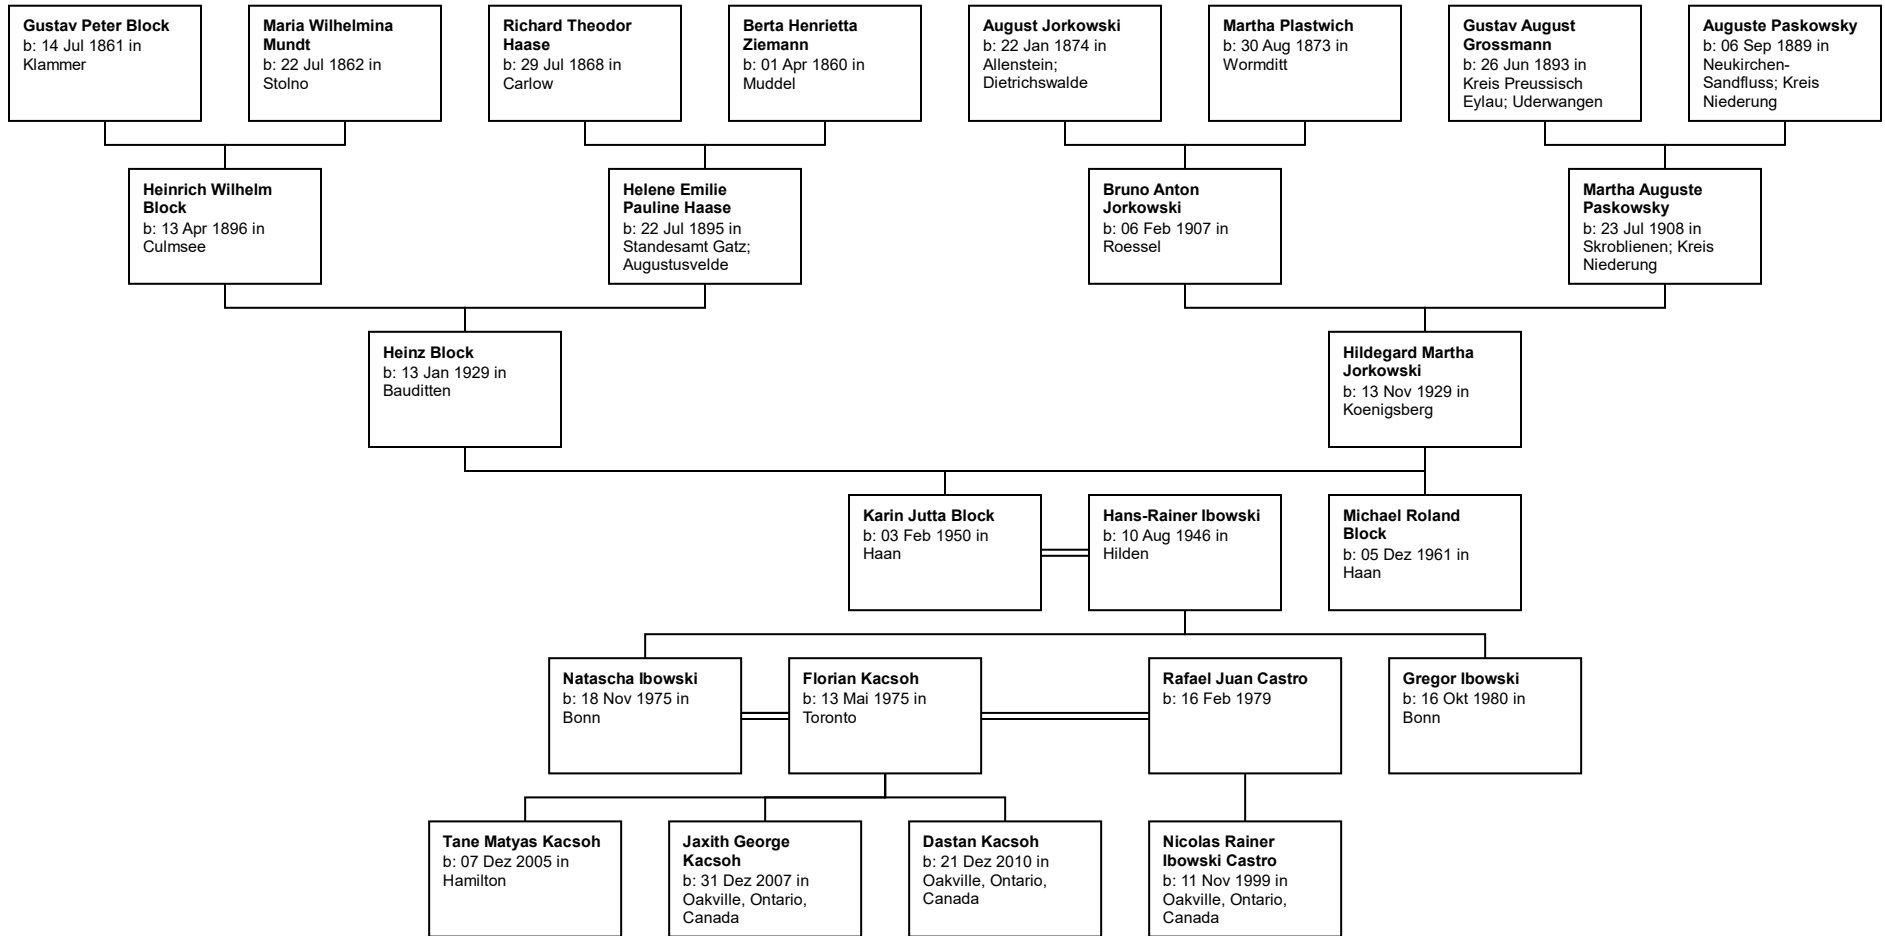 Gustav Peter Block
b: 14 Jul 1861 in
Klammer
Maria Wilhelmina
Mundt
b: 22 Jul 1862 in
Stolno
Richard Theodor
Haase
b: 29 Jul 1868 in
Carlow
Berta Henrietta
Ziemann
b: 01 Apr 1860 in
Muddel
August Jorkowski
b: 22 Jan 1874 in
Allenstein;
Dietrichswalde
Martha Plastwich
b: 30 Aug 1873 in
Wormditt
Gustav August
Grossmann
b: 26 Jun 1893 in
Kreis Preussisch
Eylau; Uderwangen
Auguste Paskowsky
b: 06 Sep 1889 in
Neukirchen-
Sandfluss; Kreis
Niederung
Heinrich Wilhelm
Block
b: 13 Apr 1896 in
Culmsee
Helene Emilie
Pauline Haase
b: 22 Jul 1895 in
Standesamt Gatz;
Augustusvelde
Bruno Anton
Jorkowski
b: 06 Feb 1907 in
Roessel
Martha Auguste
Paskowsky
b: 23 Jul 1908 in
Skroblienen; Kreis
Niederung
Heinz Block
b: 13 Jan 1929 in
Bauditten
Hildegard Martha
Jorkowski
b: 13 Nov 1929 in
Koenigsberg
Karin Jutta Block
b: 03 Feb 1950 in
Haan
Hans-Rainer Ibowski
b: 10 Aug 1946 in
Hilden
Michael Roland
Block
b: 05 Dez 1961 in
Haan
Natascha Ibowski
b: 18 Nov 1975 in
Bonn
Florian Kacsoh
b: 13 Mai 1975 in
Toronto
Rafael Juan Castro
b: 16 Feb 1979
Gregor Ibowski
b: 16 Okt 1980 in
Bonn
Tane Matyas Kacsoh
b: 07 Dez 2005 in
Hamilton
Jaxith George
Kacsoh
b: 31 Dez 2007 in
Oakville, Ontario,
Canada
Dastan Kacsoh
b: 21 Dez 2010 in
Oakville, Ontario,
Canada
Nicolas Rainer
Ibowski Castro
b: 11 Nov 1999 in
Oakville, Ontario,
Canada